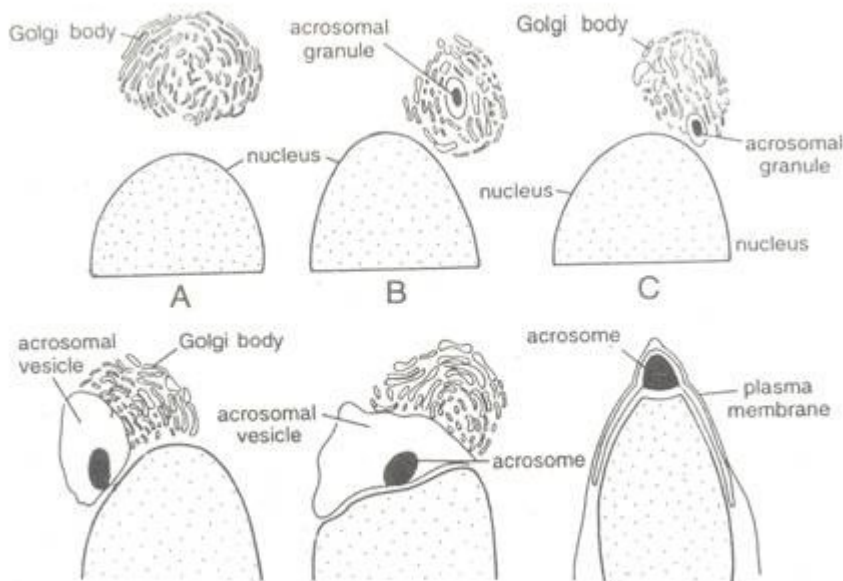 Golgi body
acrosomal
granule
Golgi body
nucleus
nucleus
acrosomal
granule
nucleus
A
B
C
acrosomal
vesicle
Golgi body
acrosomal
vesicle
acrosome
acrosome
plasma
membrane